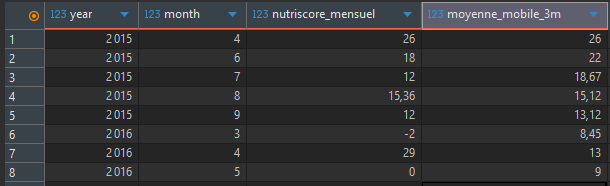 123 year 123 month 123 nutriscore_mensuel 123 moyenne_mobile_3m
1 2 015 4 26 26
2 2 015 6 18 22
3 2 015 7 12 18,67
4 2 015 8 15,36 15,12
5 2 015 9 12 13,12
6 2 016 3 -2 8,45
7 2 016 4 29 13
8 2 016 5 0 9